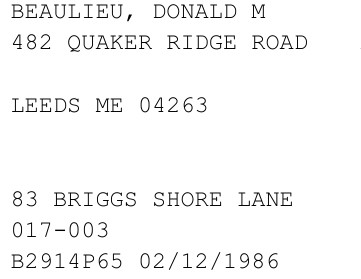 BEAULIEU, DONALD M
482 QUAKER RIDGE ROAD
LEEDS ME 04263
83 BRIGGS SHORE LANE
017-003
B2914P65 02/12/1986